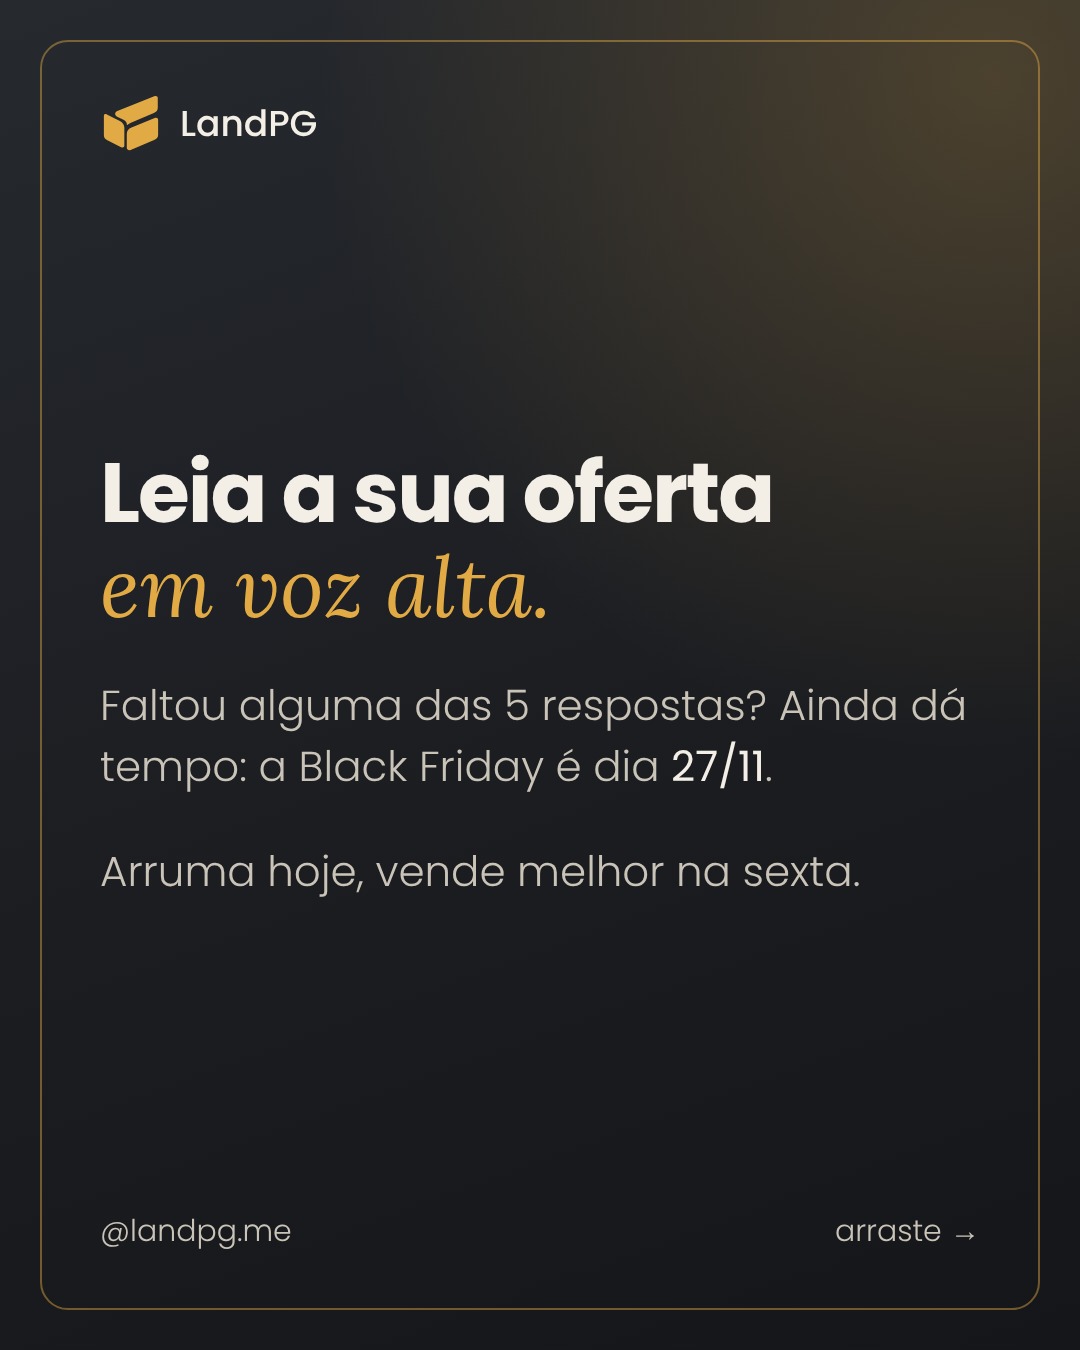 LandPG
Leia a sua oferta
em voz alta.
Faltou alguma das 5 respostas? Ainda dá
tempo: a Black Friday é dia 27/11.
Arruma hoje, vende melhor na sexta.
@landpg.me
arraste →